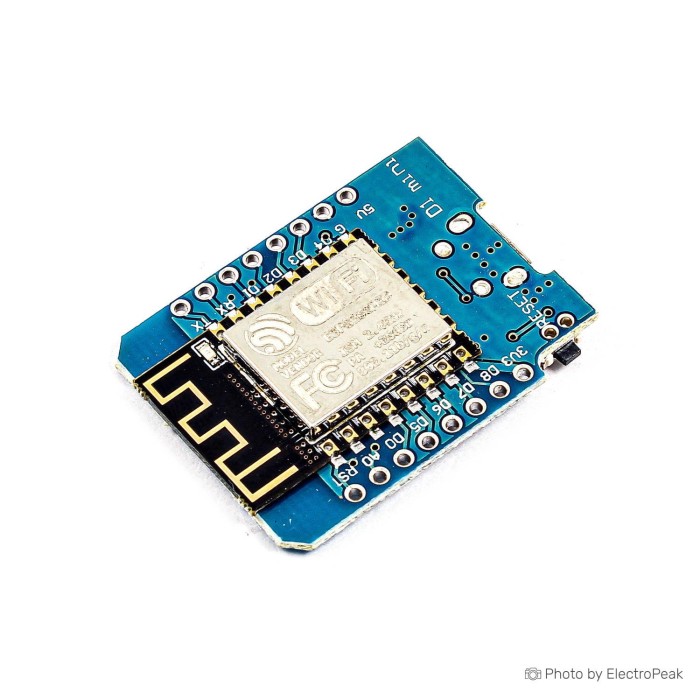 D1 mini
5V
G
D4
D3
D2
D1
RX
TX
WiFi
FC
RESET
3V3
D8
D7
D6
D5
D0
A0
RST
Photo by ElectroPeak